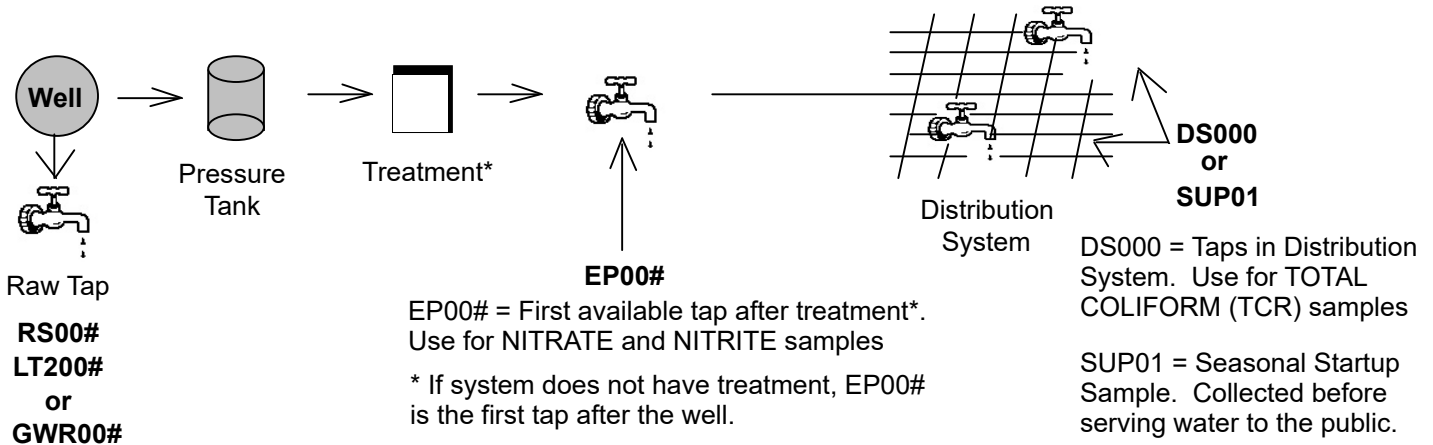 Well
Raw Tap
RS00#
LT200#
or
GWR00#
Pressure
Tank
Treatment*
EP00#
EP00# = First available tap after treatment*.
Use for NITRATE and NITRITE samples
* If system does not have treatment, EP00#
is the first tap after the well.
Distribution
System
DS000
or
SUP01
DS000 = Taps in Distribution
System. Use for TOTAL
COLIFORM (TCR) samples
SUP01 = Seasonal Startup
Sample. Collected before
serving water to the public.